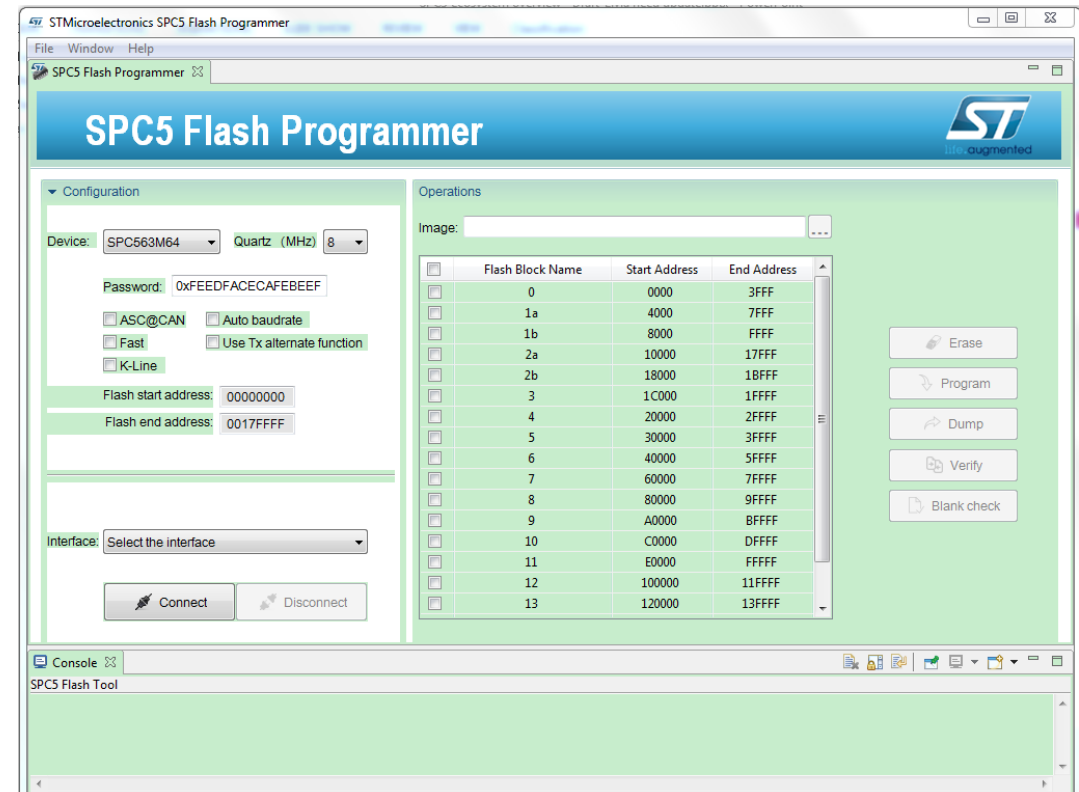 STMicroelectronics SPC5 Flash Programmer
File Window Help
SPC5 Flash Programmer
SPC5 Flash Programmer
ST
life.augmented
Configuration
Device: SPC563M64 Quartz (MHz) 8
Password: 0xFEEDFACECAFEBEEF
ASC@CAN Auto baudrate
Fast Use Tx alternate function
K-Line
Flash start address: 00000000
Flash end address: 0017FFFF
Interface: Select the interface
Connect Disconnect
Operations
Image: ...
Flash Block Name Start Address End Address
0 0000 3FFF
1a 4000 7FFF
1b 8000 FFFF
2a 10000 17FFF
2b 18000 1BFFF
3 1C000 1FFFF
4 20000 2FFFF
5 30000 3FFFF
6 40000 5FFFF
7 60000 7FFFF
8 80000 9FFFF
9 A0000 BFFFF
10 C0000 DFFFF
11 E0000 FFFFF
12 100000 11FFFF
13 120000 13FFFF
Erase
Program
Dump
Verify
Blank check
Console
SPC5 Flash Tool